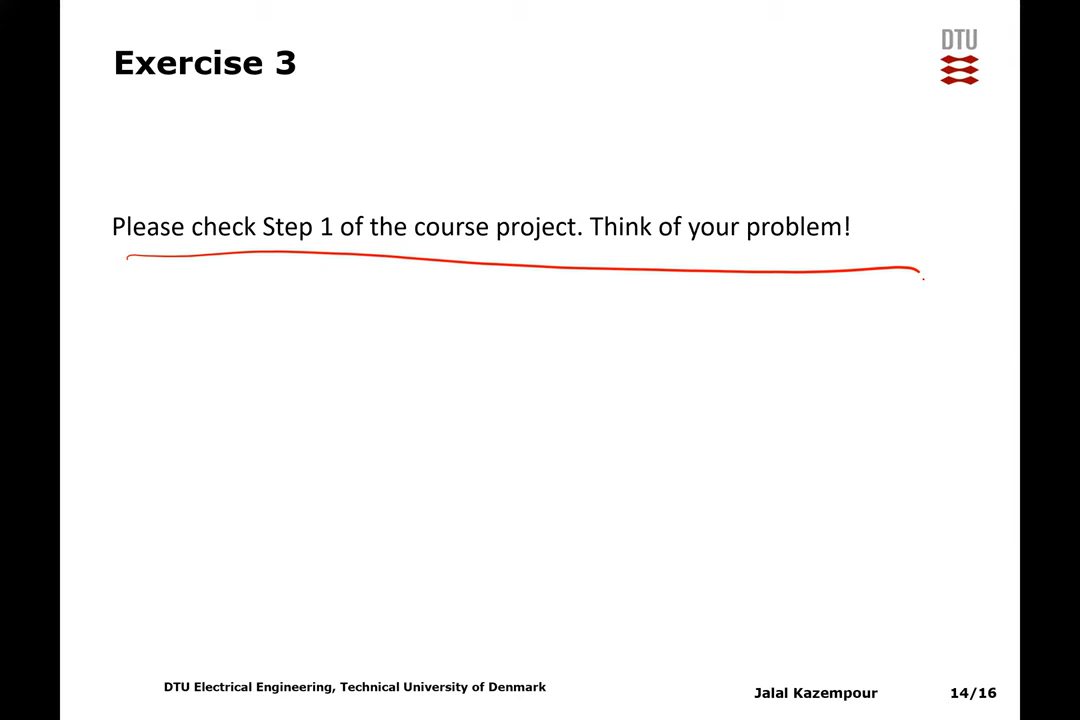 Exercise 3
DTU
Please check Step 1 of the course project. Think of your problem!
DTU Electrical Engineering, Technical University of Denmark
Jalal Kazempour
14/16